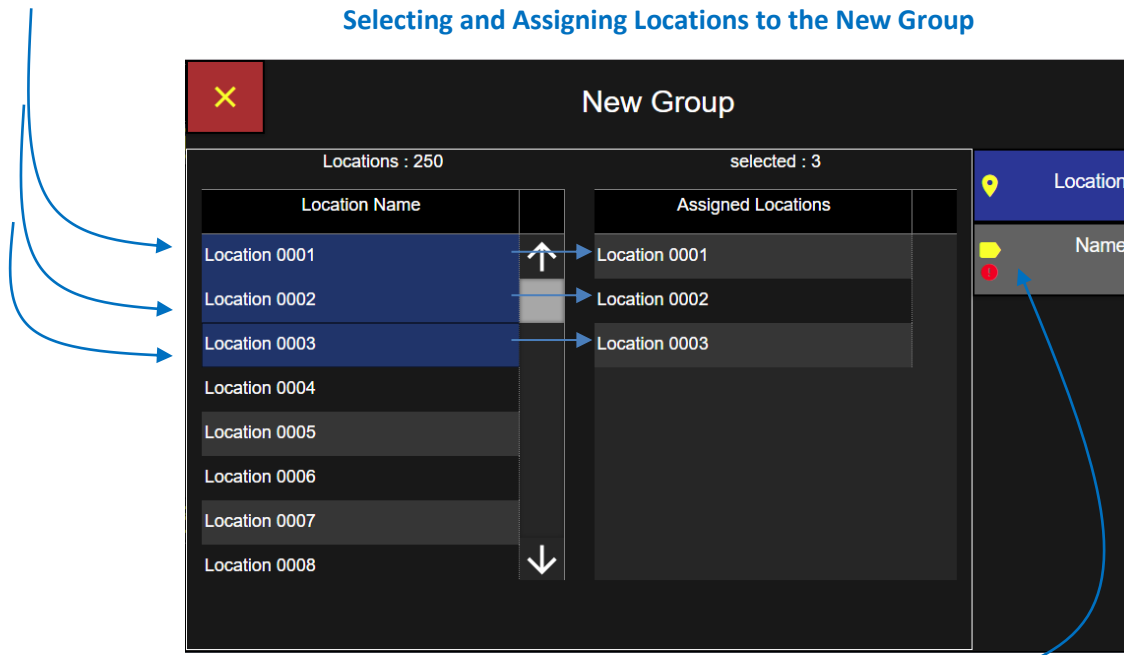 Selecting and Assigning Locations to the New Group
New Group
Locations : 250
selected : 3
Location Name
Assigned Locations
Location 0001
Location 0002
Location 0003
Location 0004
Location 0005
Location 0006
Location 0007
Location 0008
Location 0001
Location 0002
Location 0003
Location
Name